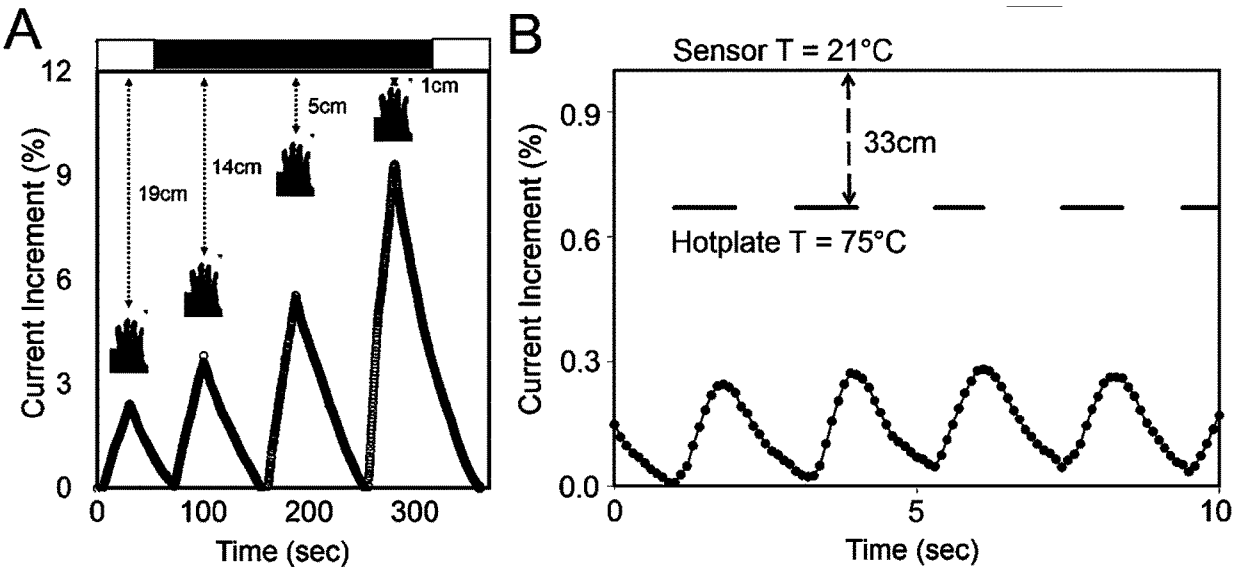 A
12
9
6
3
0
Current Increment (%)
19cm
14cm
5cm
1cm
0
100
200
300
Time (sec)
B
Sensor T = 21°C
33cm
Hotplate T = 75°C
0.9
0.6
0.3
0.0
Current Increment (%)
0
5
10
Time (sec)